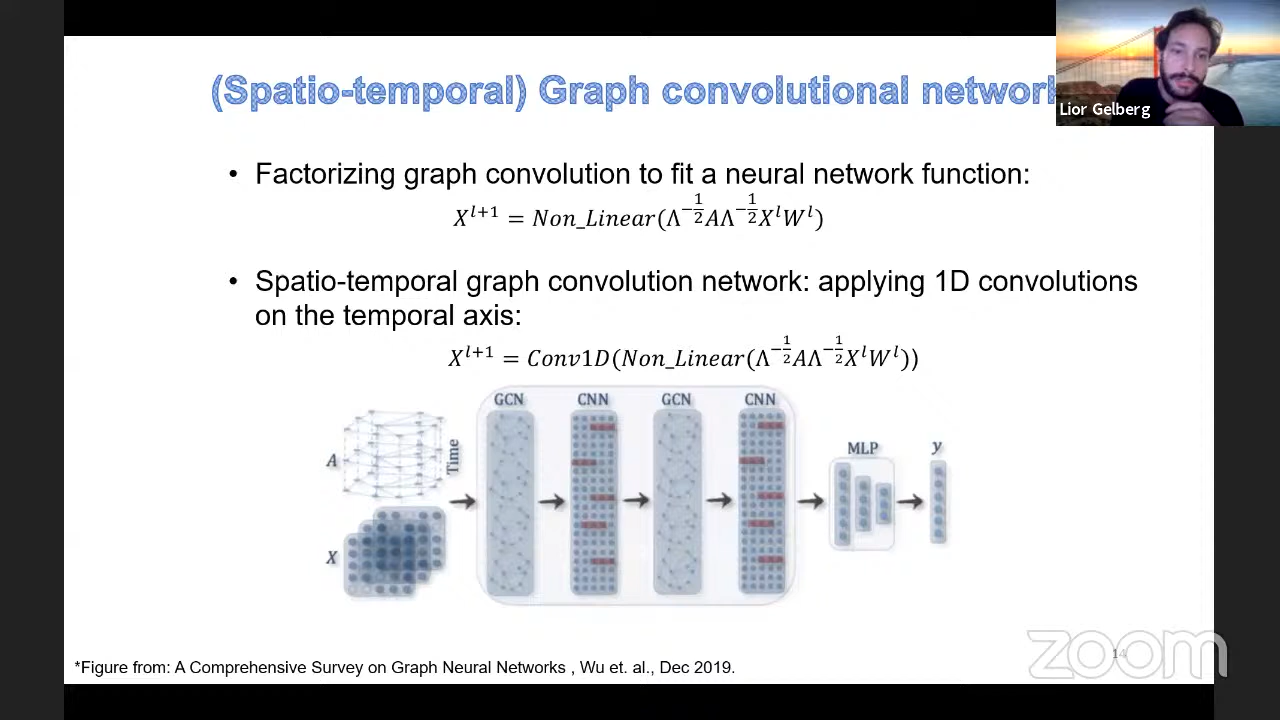 (Spatio-temporal) Graph convolutional network
Lior Gelberg
• Factorizing graph convolution to fit a neural network function:
X^{l+1} = Non_Linear(Λ^{-1/2}AΛ^{-1/2}X^lW^l)
• Spatio-temporal graph convolution network: applying 1D convolutions
on the temporal axis:
X^{l+1} = Conv1D(Non_Linear(Λ^{-1/2}AΛ^{-1/2}X^lW^l))
GCN CNN GCN CNN
A Time MLP y
X
*Figure from: A Comprehensive Survey on Graph Neural Networks , Wu et. al., Dec 2019.
14
zoom